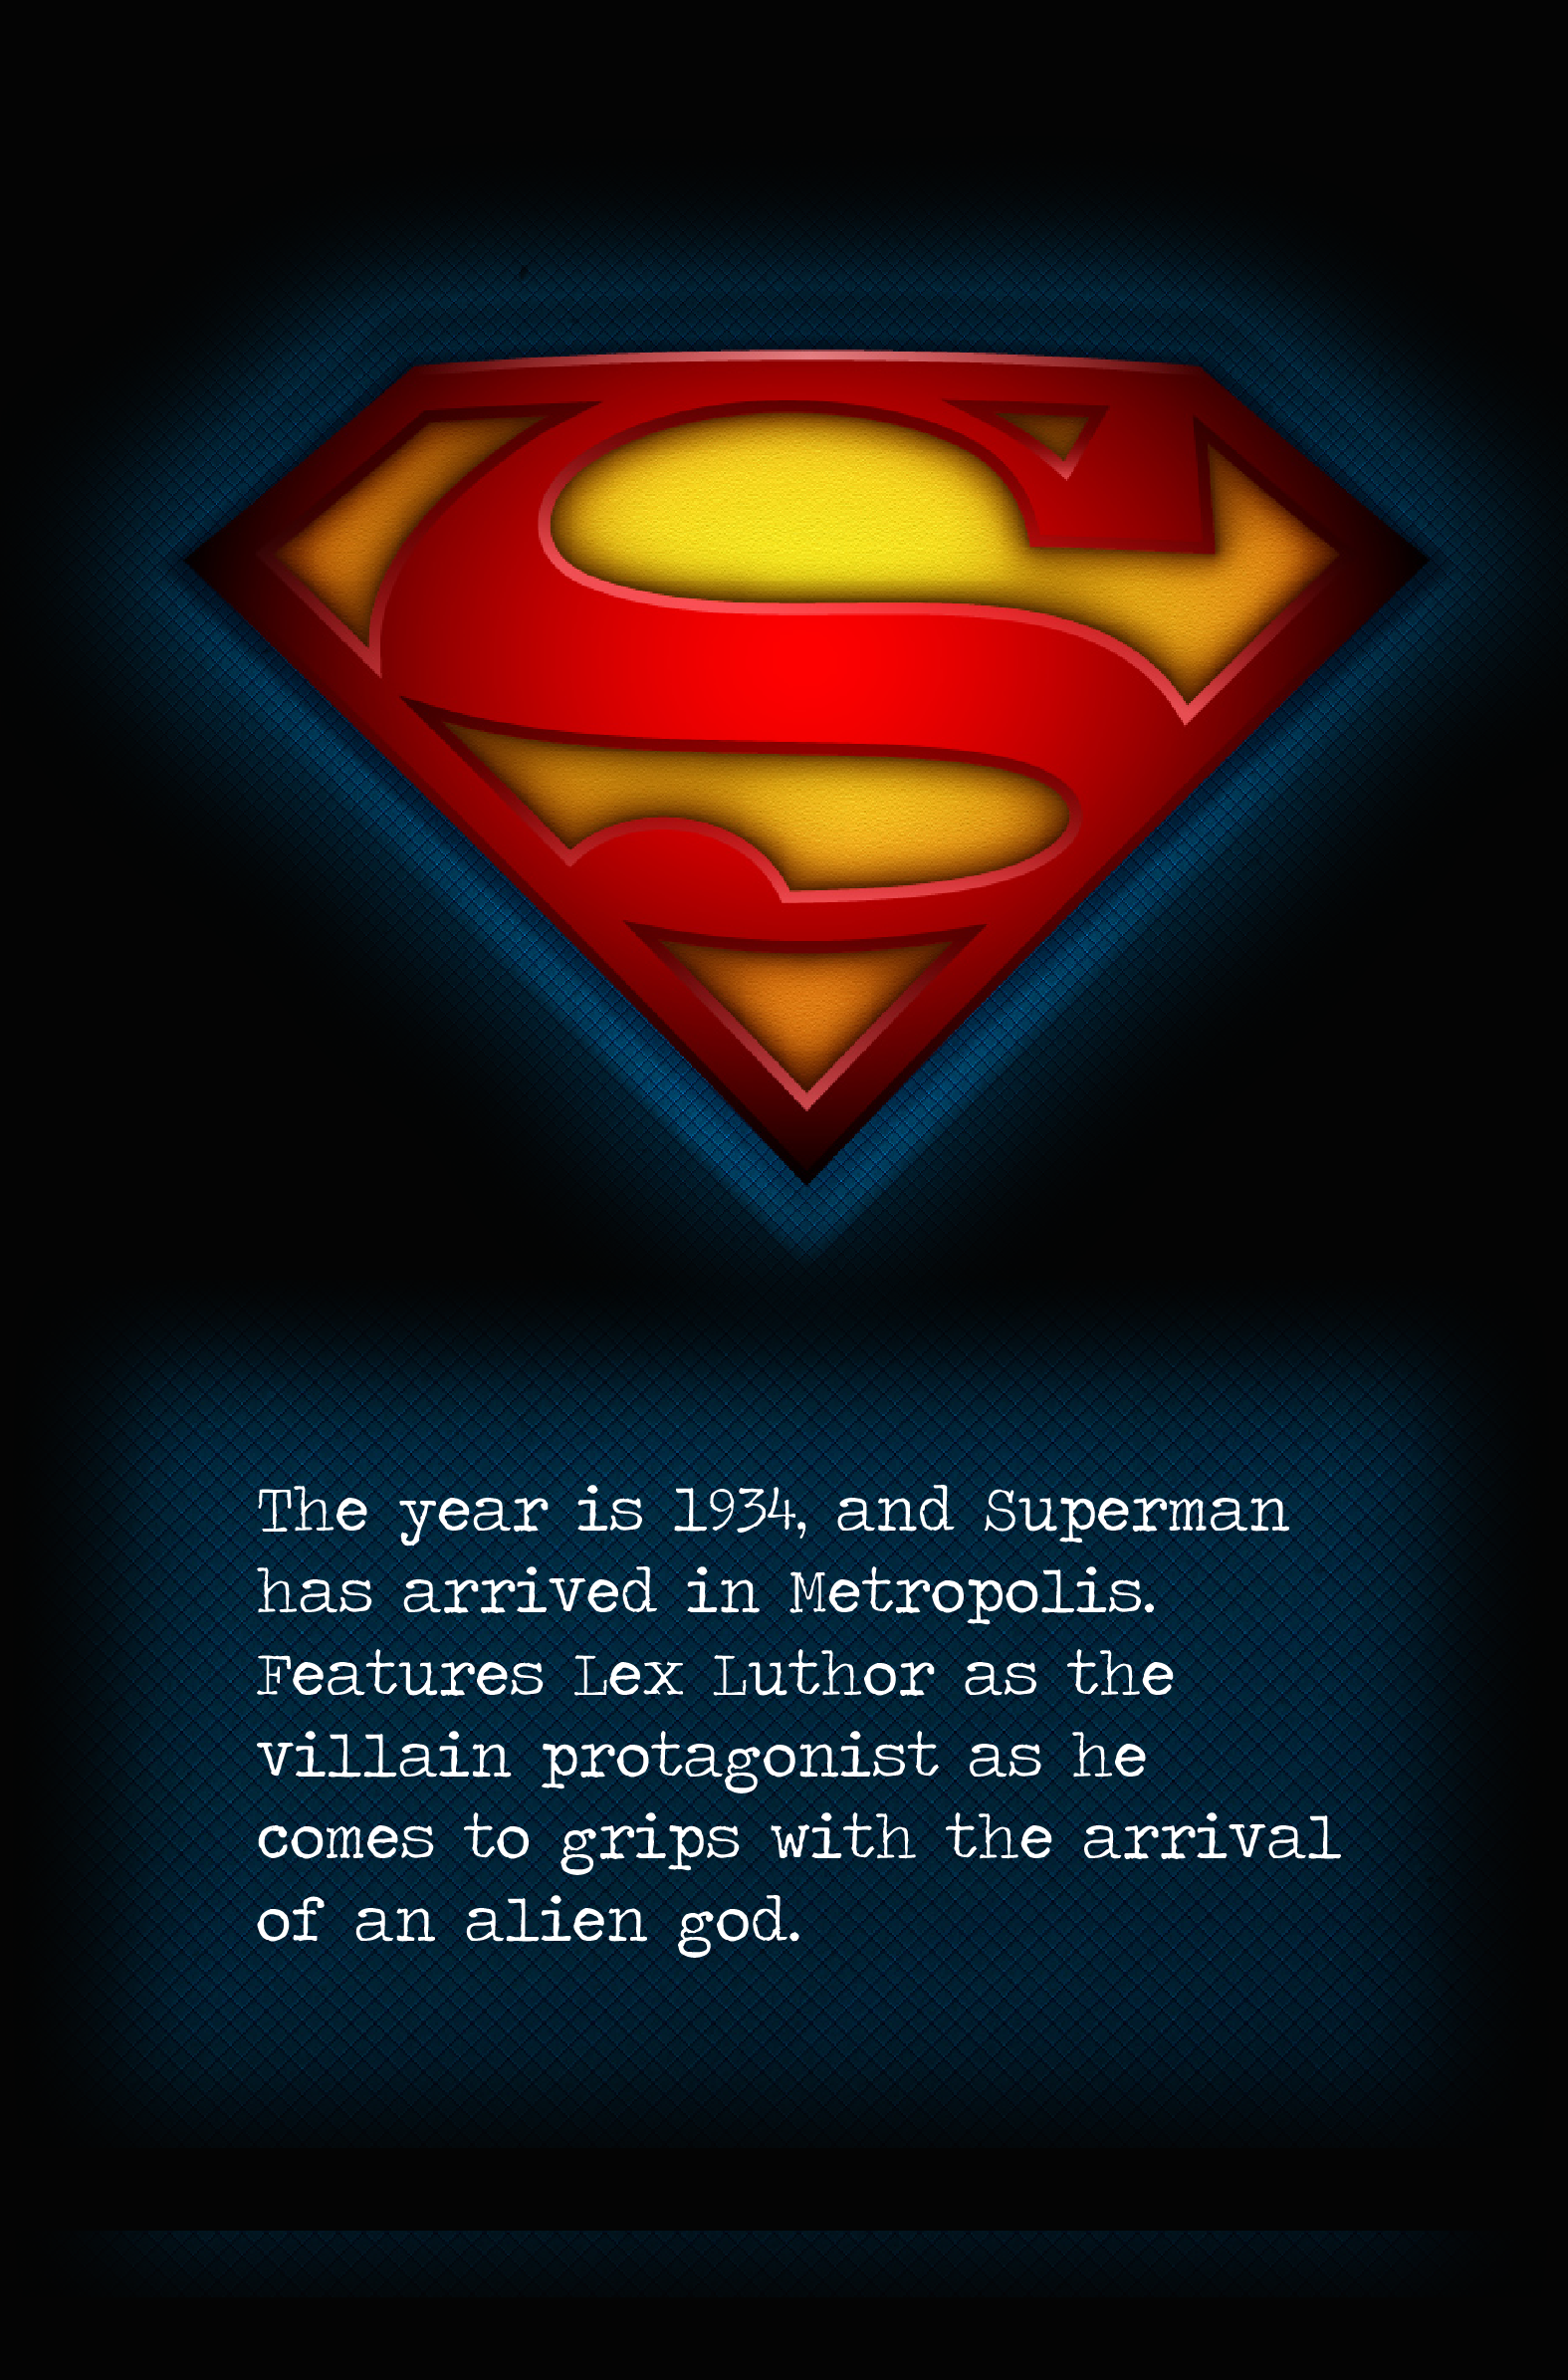 S
The year is 1934, and Superman
has arrived in Metropolis.
Features Lex Luthor as the
villain protagonist as he
comes to grips with the arrival
of an alien god.